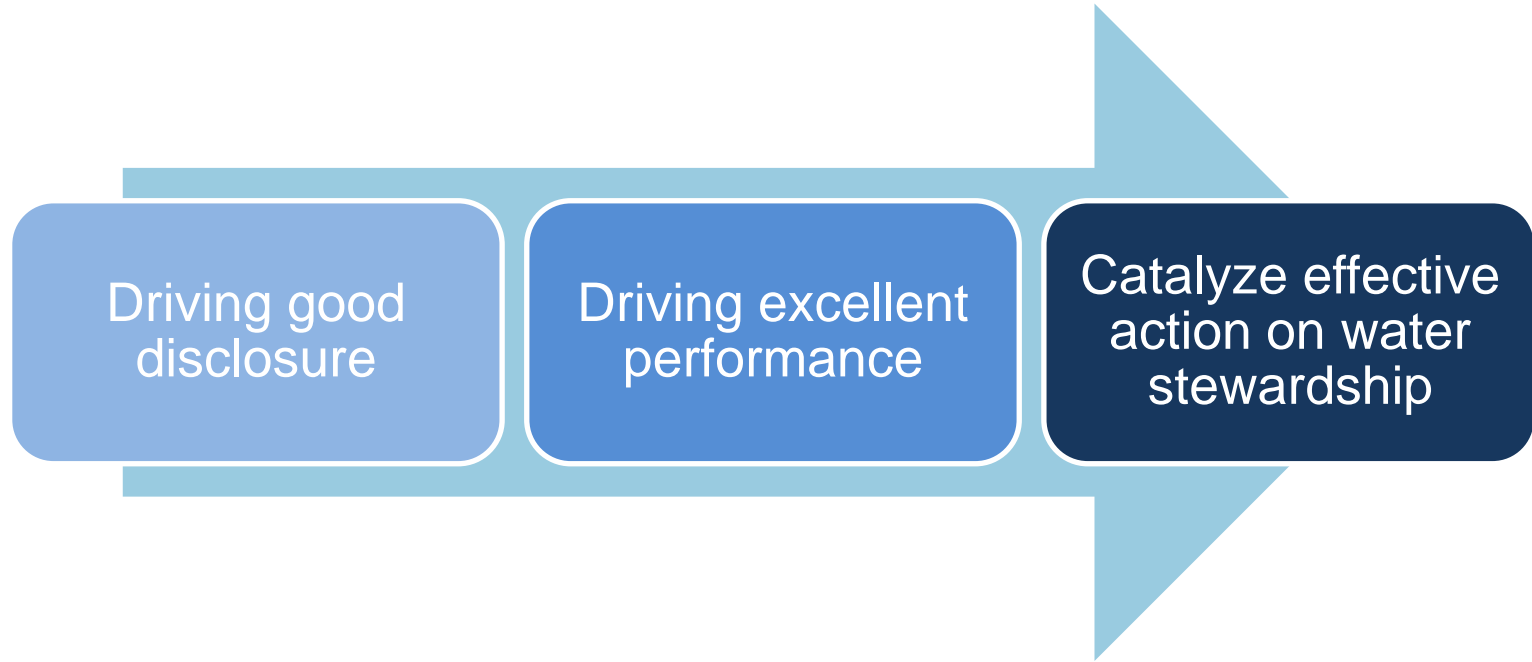 Driving good
disclosure
Driving excellent
performance
Catalyze effective
action on water
stewardship